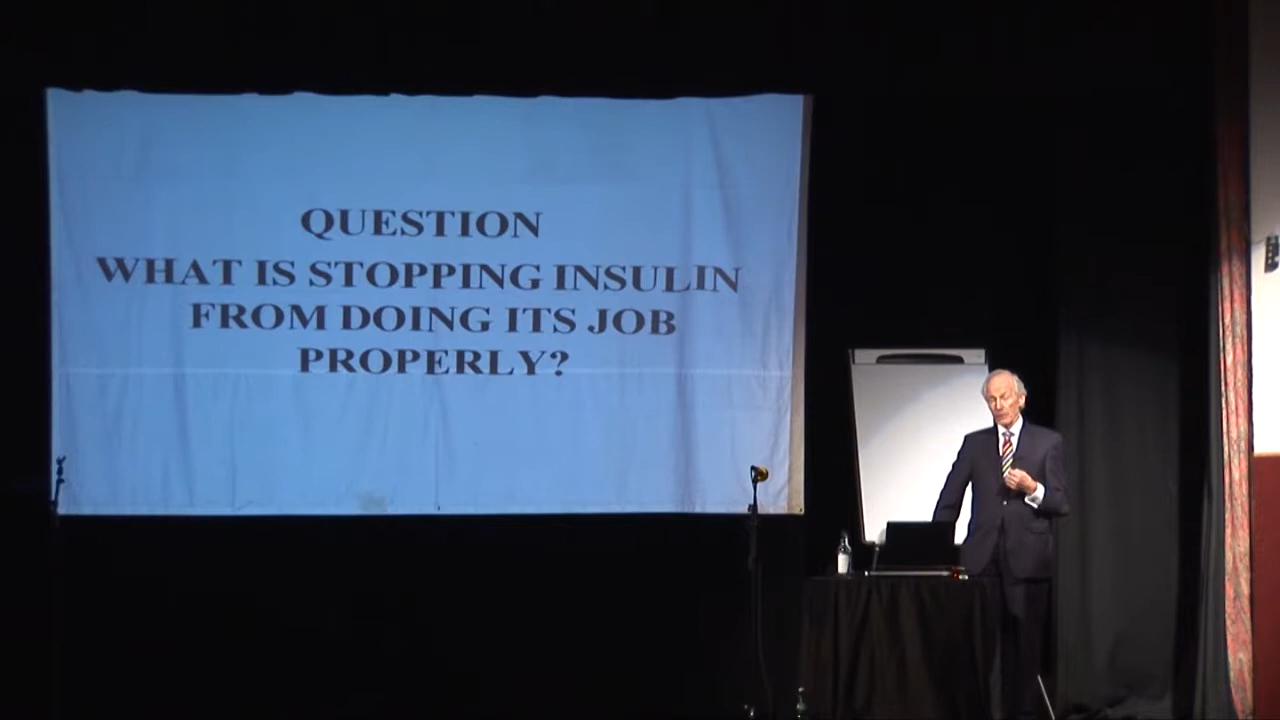 QUESTION
WHAT IS STOPPING INSULIN
FROM DOING ITS JOB
PROPERLY?